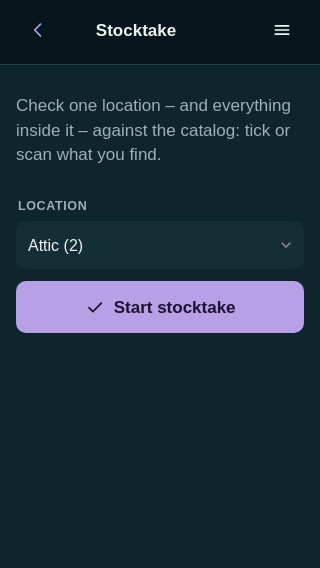 Stocktake
Check one location – and everything
inside it – against the catalog: tick or
scan what you find.
LOCATION
Attic (2)
Start stocktake